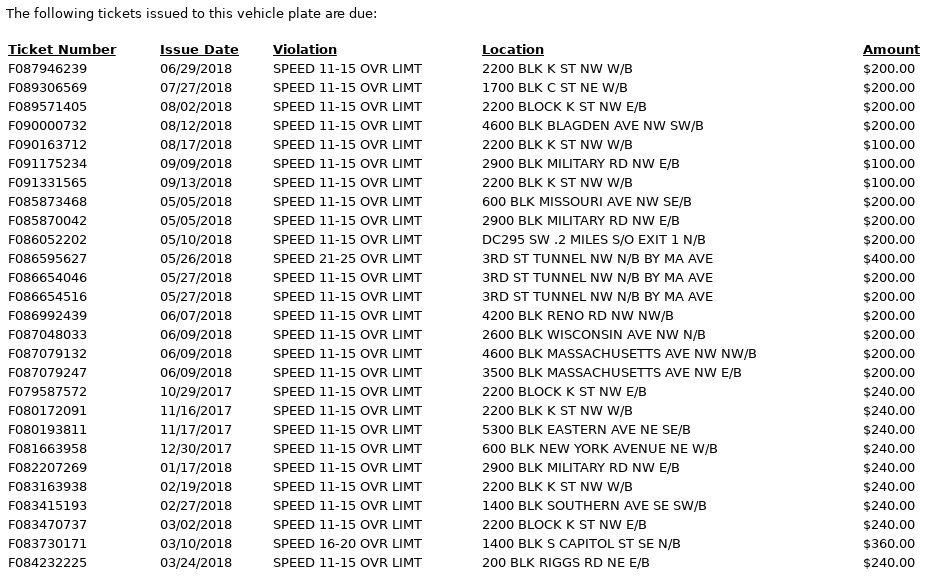 The following tickets issued to this vehicle plate are due:
Ticket Number Issue Date Violation Location Amount
F087946239 06/29/2018 SPEED 11-15 OVR LIMT 2200 BLK K ST NW W/B $200.00
F089306569 07/27/2018 SPEED 11-15 OVR LIMT 1700 BLK C ST NE W/B $200.00
F089571405 08/02/2018 SPEED 11-15 OVR LIMT 2200 BLOCK K ST NW E/B $200.00
F090000732 08/12/2018 SPEED 11-15 OVR LIMT 4600 BLK BLAGDEN AVE NW SW/B $200.00
F090163712 08/17/2018 SPEED 11-15 OVR LIMT 2200 BLK K ST NW W/B $100.00
F091175234 09/09/2018 SPEED 11-15 OVR LIMT 2900 BLK MILITARY RD NW E/B $100.00
F091331565 09/13/2018 SPEED 11-15 OVR LIMT 2200 BLK K ST NW W/B $100.00
F085873468 05/05/2018 SPEED 11-15 OVR LIMT 600 BLK MISSOURI AVE NW SE/B $200.00
F085870042 05/05/2018 SPEED 11-15 OVR LIMT 2900 BLK MILITARY RD NW E/B $200.00
F086052202 05/10/2018 SPEED 11-15 OVR LIMT DC295 SW .2 MILES S/O EXIT 1 N/B $200.00
F086595627 05/26/2018 SPEED 21-25 OVR LIMT 3RD ST TUNNEL NW N/B BY MA AVE $400.00
F086654046 05/27/2018 SPEED 11-15 OVR LIMT 3RD ST TUNNEL NW N/B BY MA AVE $200.00
F086654516 05/27/2018 SPEED 11-15 OVR LIMT 3RD ST TUNNEL NW N/B BY MA AVE $200.00
F086992439 06/07/2018 SPEED 11-15 OVR LIMT 4200 BLK RENO RD NW NW/B $200.00
F087048033 06/09/2018 SPEED 11-15 OVR LIMT 2600 BLK WISCONSIN AVE NW N/B $200.00
F087079132 06/09/2018 SPEED 11-15 OVR LIMT 4600 BLK MASSACHUSETTS AVE NW NW/B $200.00
F087079247 06/09/2018 SPEED 11-15 OVR LIMT 3500 BLK MASSACHUSETTS AVE NW E/B $200.00
F079587572 10/29/2017 SPEED 11-15 OVR LIMT 2200 BLOCK K ST NW E/B $240.00
F080172091 11/16/2017 SPEED 11-15 OVR LIMT 2200 BLK K ST NW W/B $240.00
F080193811 11/17/2017 SPEED 11-15 OVR LIMT 5300 BLK EASTERN AVE NE SE/B $240.00
F081663958 12/30/2017 SPEED 11-15 OVR LIMT 600 BLK NEW YORK AVENUE NE W/B $240.00
F082207269 01/17/2018 SPEED 11-15 OVR LIMT 2900 BLK MILITARY RD NW E/B $240.00
F083163938 02/19/2018 SPEED 11-15 OVR LIMT 2200 BLK K ST NW W/B $240.00
F083415193 02/27/2018 SPEED 11-15 OVR LIMT 1400 BLK SOUTHERN AVE SE SW/B $240.00
F083470737 03/02/2018 SPEED 11-15 OVR LIMT 2200 BLOCK K ST NW E/B $240.00
F083730171 03/10/2018 SPEED 16-20 OVR LIMT 1400 BLK S CAPITOL ST SE N/B $360.00
F084232225 03/24/2018 SPEED 11-15 OVR LIMT 200 BLK RIGGS RD NE E/B $240.00